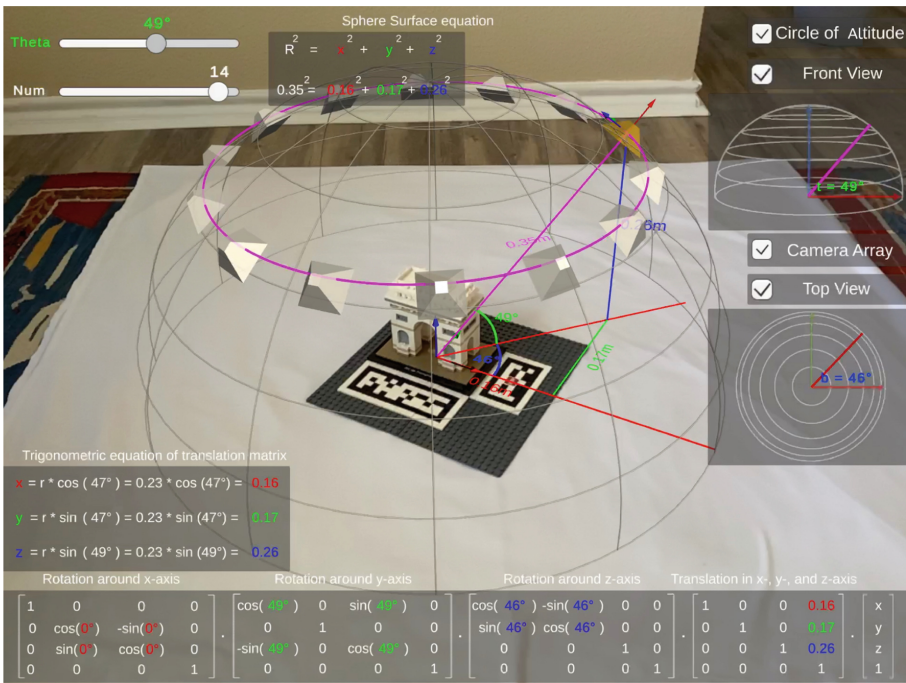 49°
Theta
14
Num
Sphere Surface equation
R² = x² + y² + z²
0.35² = 0.16² + 0.17² + 0.26²
Circle of Altitude
Front View
t = 49°
Camera Array
Top View
b = 46°
0.35m
0.26m
49°
46°
0.16m
0.17m
Trigonometric equation of translation matrix
x = r * cos ( 47° ) = 0.23 * cos (47°) = 0.16
y = r * sin ( 47° ) = 0.23 * sin (47°) = 0.17
z = r * sin ( 49° ) = 0.23 * sin (49°) = 0.26
Rotation around x-axis
1 0 0 0
0 cos(0°) -sin(0°) 0
0 sin(0°) cos(0°) 0
0 0 0 1
.
Rotation around y-axis
cos( 49° ) 0 sin( 49° ) 0
0 1 0 0
-sin( 49° ) 0 cos( 49° ) 0
0 0 0 1
.
Rotation around z-axis
cos( 46° ) -sin( 46° ) 0 0
sin( 46° ) cos( 46° ) 0 0
0 0 1 0
0 0 0 1
.
Translation in x-, y-, and z-axis
1 0 0 0.16
0 1 0 0.17
0 0 1 0.26
0 0 0 1
.
x
y
z
1